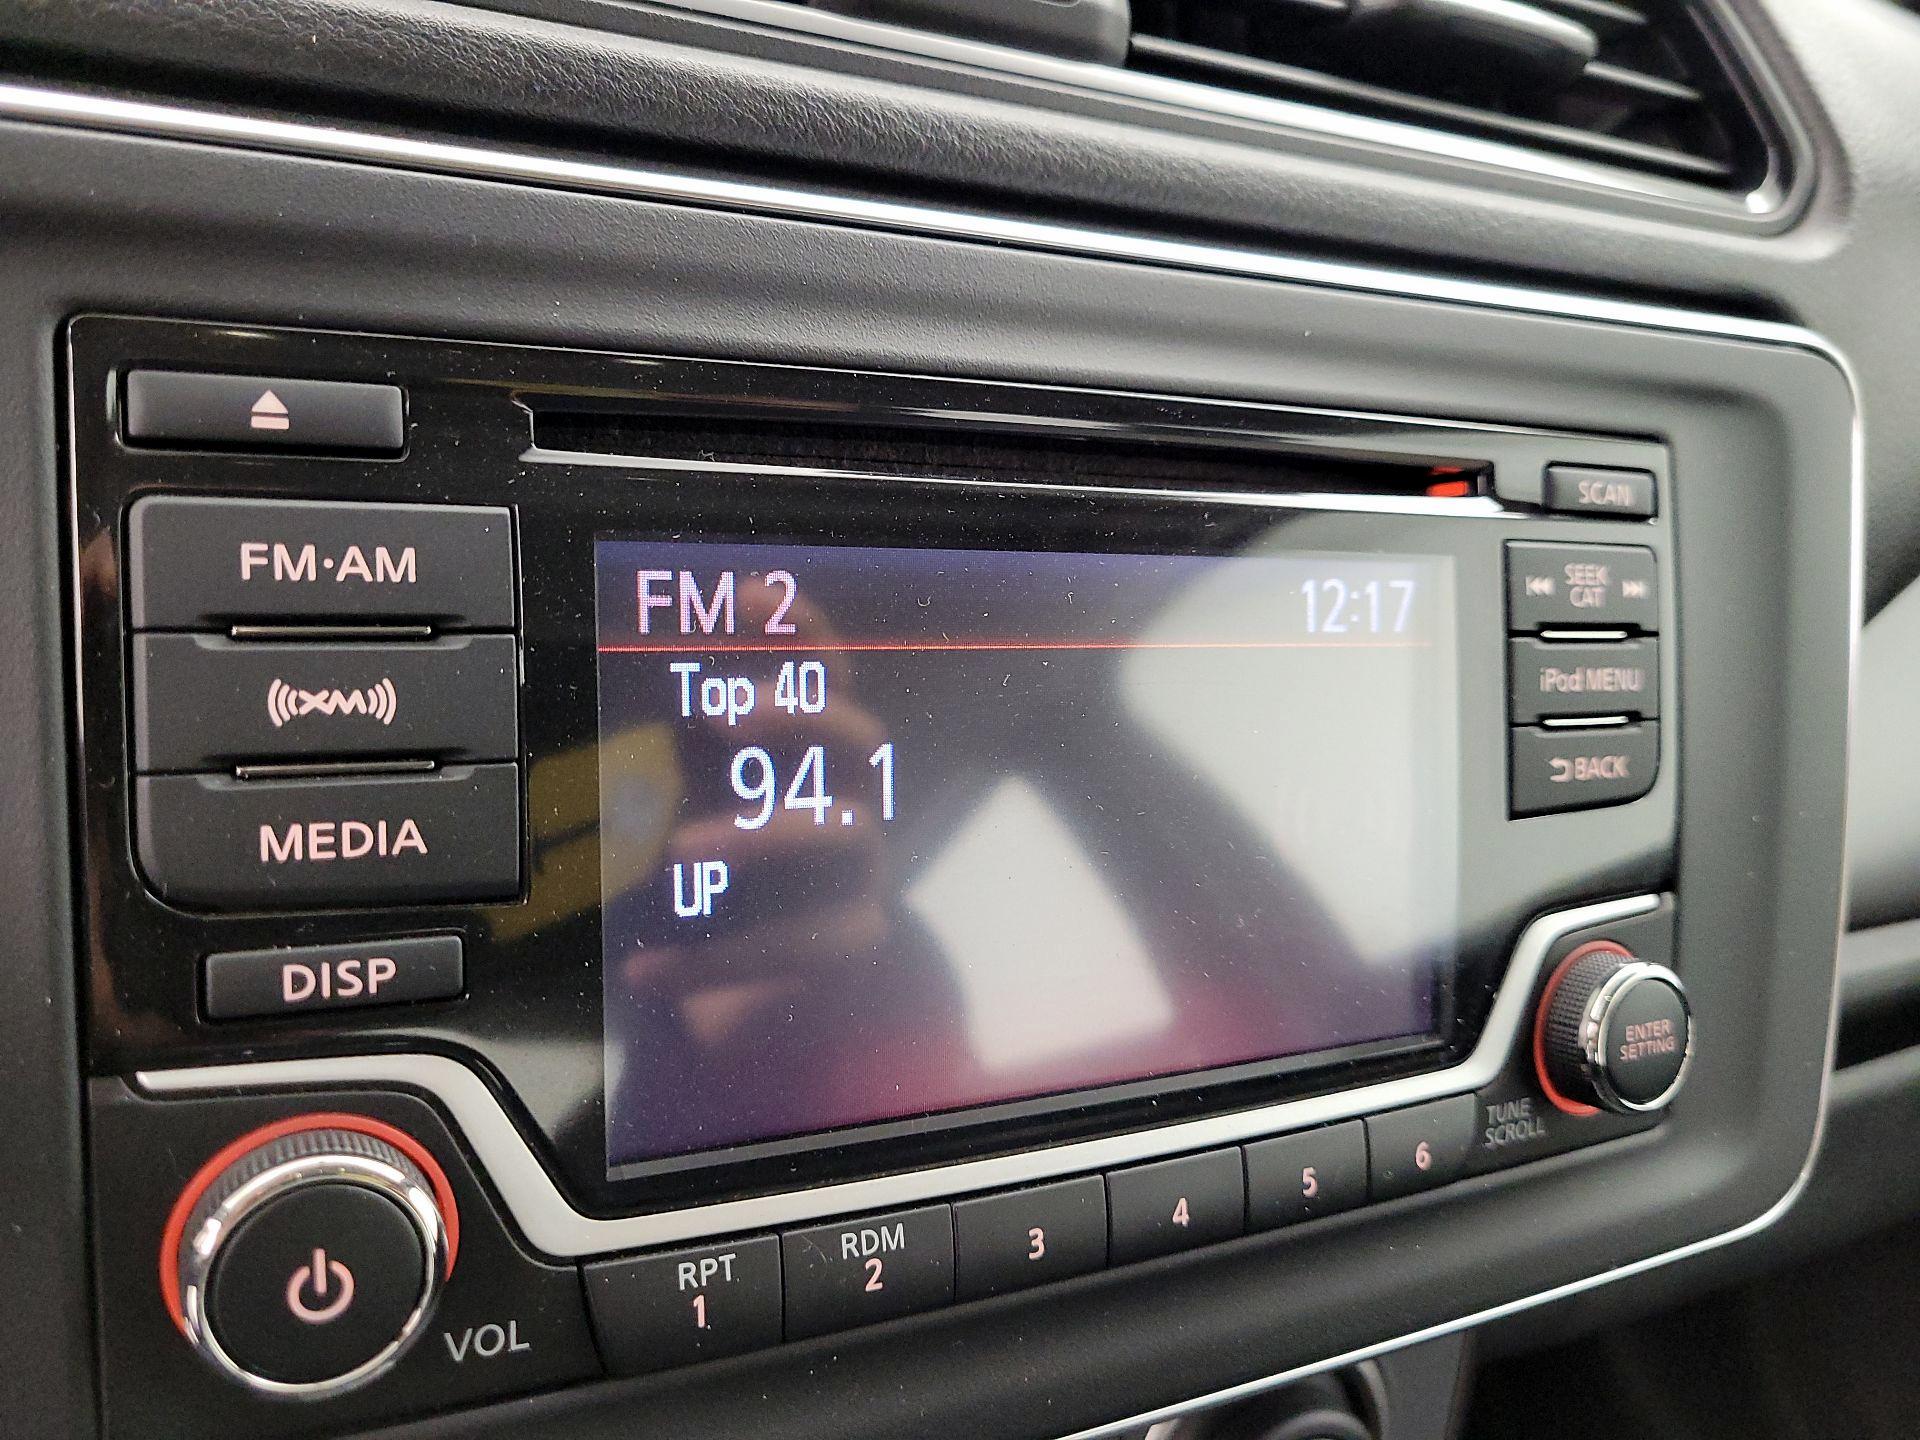 SCAN
FM·AM
XM
MEDIA
DISP
FM 2 12:17
Top 40
94.1
UP
SEEK
CAT
iPod MENU
BACK
ENTER
SETTING
TUNE
SCROLL
VOL
RPT
1
RDM
2
3
4
5
6